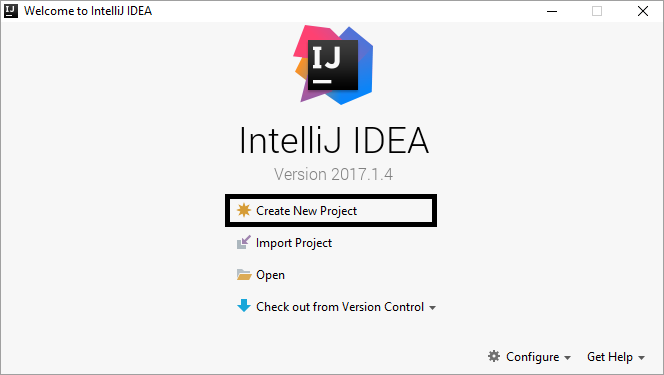 IJ Welcome to IntelliJ IDEA
IJ
IntelliJ IDEA
Version 2017.1.4
Create New Project
Import Project
Open
Check out from Version Control
Configure Get Help